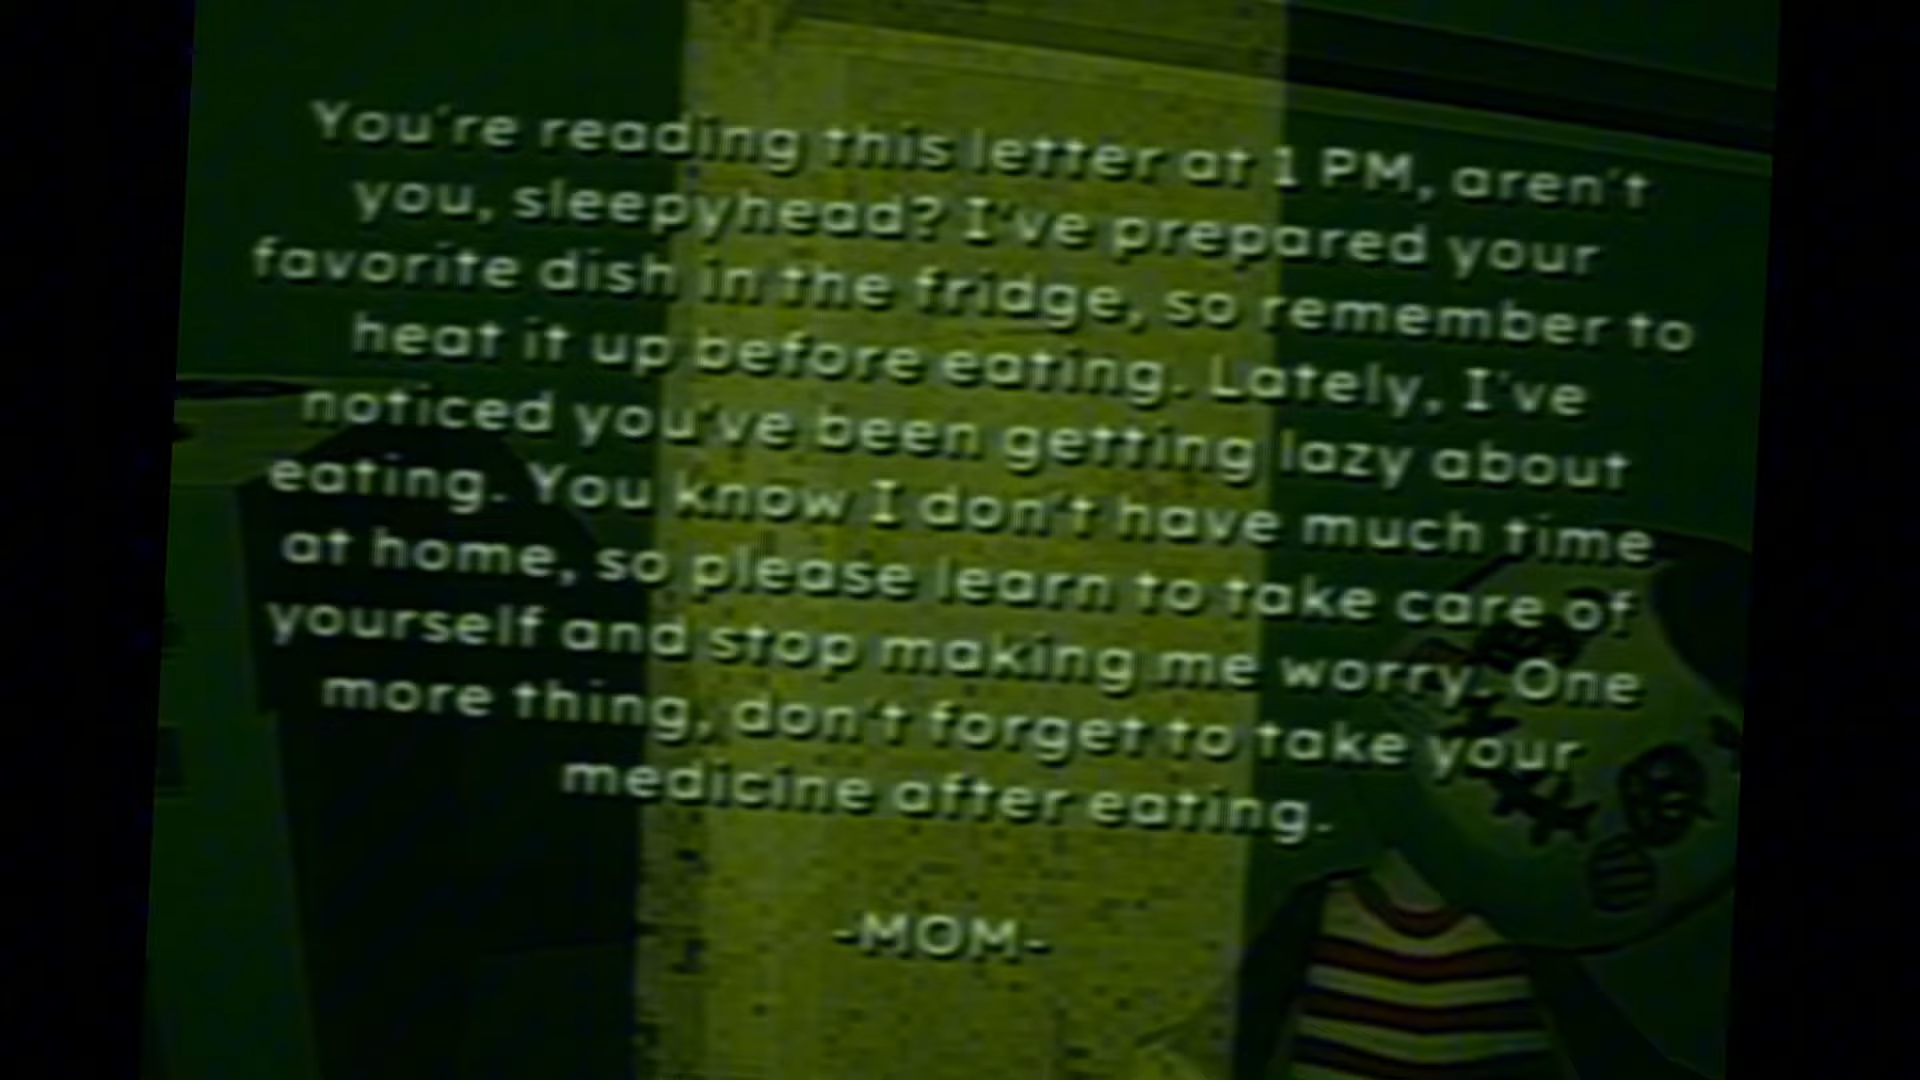 You're reading this letter at 1 PM, aren't
you, sleepyhead? I've prepared your
favorite dish in the fridge, so remember to
heat it up before eating. Lately, I've
noticed you've been getting lazy about
eating. You know I don't have much time
at home, so please learn to take care of
yourself and stop making me worry. One
more thing, don't forget to take your
medicine after eating.
-MOM-